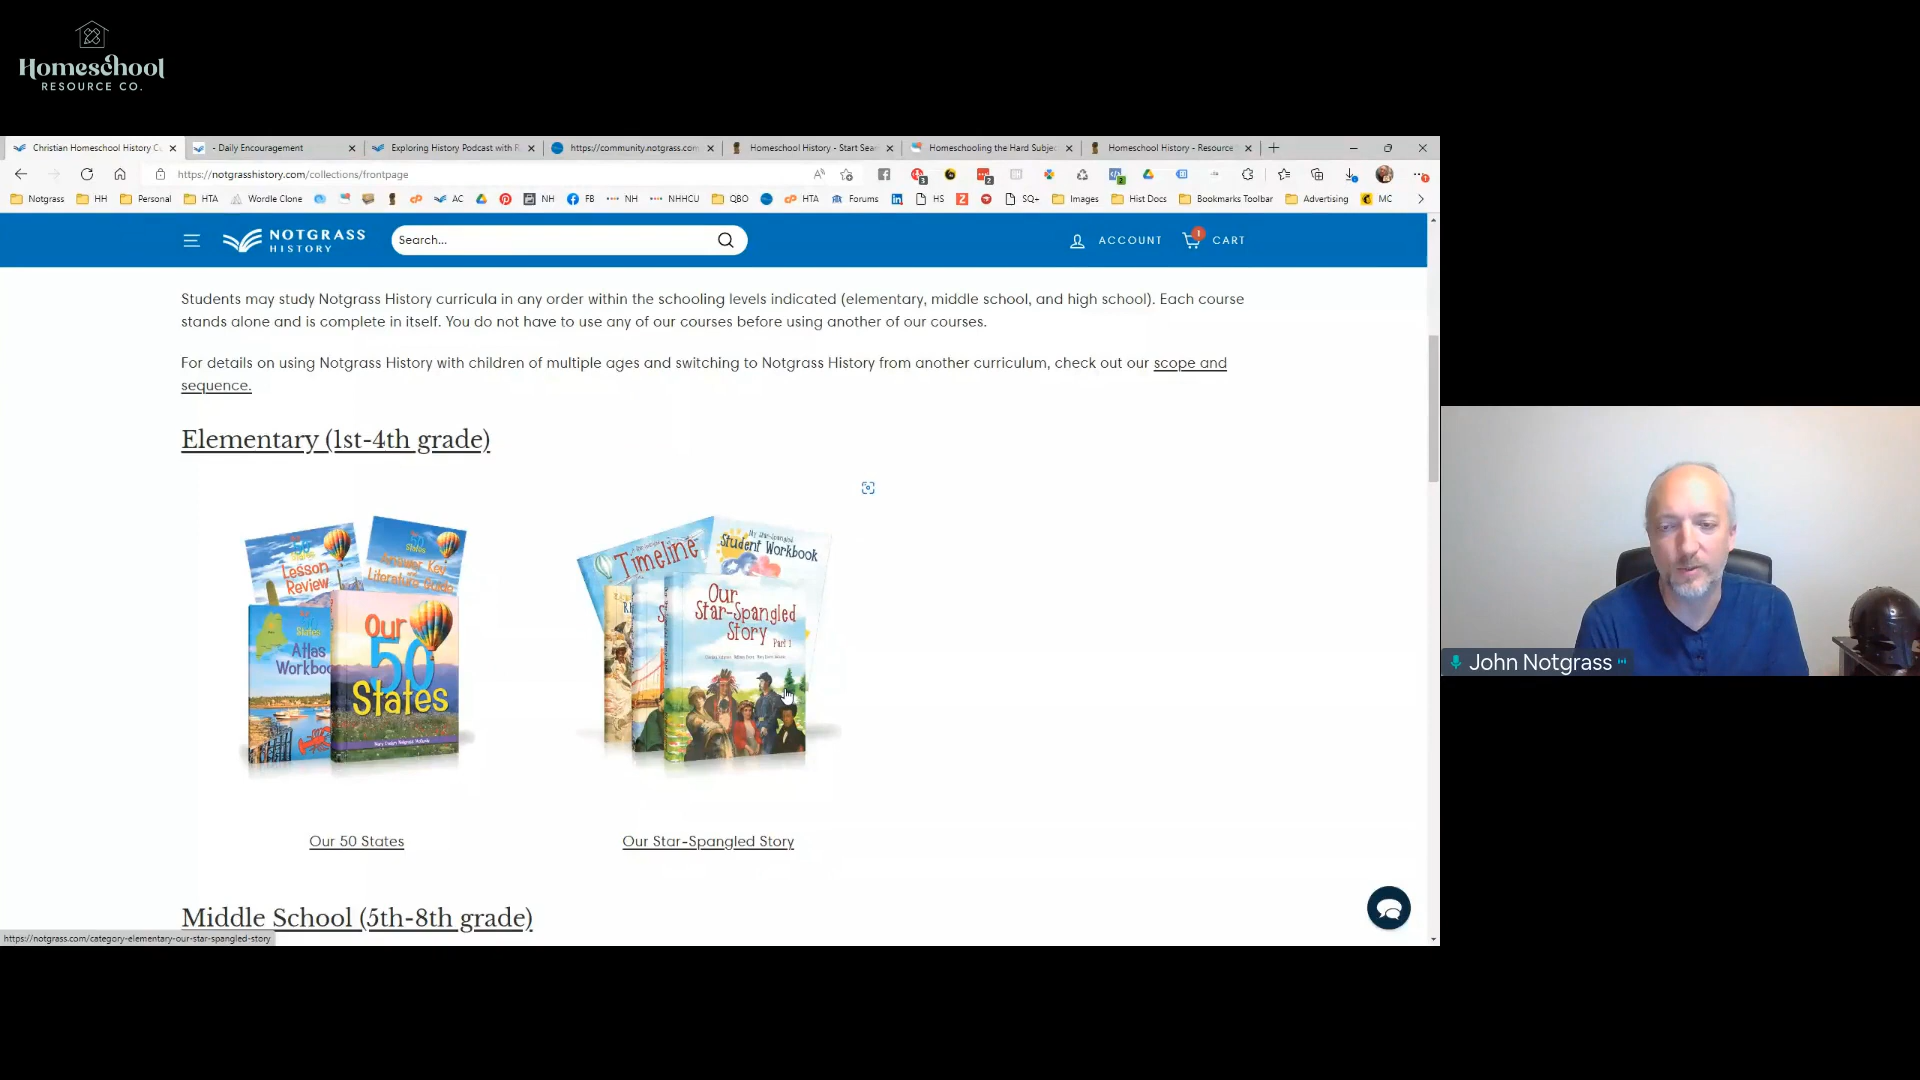 Homeschool
RESOURCE CO.
Christian Homeschool History C
- Daily Encouragement
Exploring History Podcast with R
https://community.notgrass.com
Homeschool History - Start Sea
Homeschooling the Hard Subje
Homeschool History - Resource
https://notgrasshistory.com/collections/frontpage
Notgrass
HH
Personal
HTA
Wordle Clone
AC
NH
FB
NH
NHHCU
QBO
HTA
Forums
HS
SQ+
Images
Hist Docs
Bookmarks Toolbar
Advertising
MC
NOTGRASS
HISTORY
Search...
ACCOUNT
1
CART
Students may study Notgrass History curricula in any order within the schooling levels indicated (elementary, middle school, and high school). Each course
stands alone and is complete in itself. You do not have to use any of our courses before using another of our courses.
For details on using Notgrass History with children of multiple ages and switching to Notgrass History from another curriculum, check out our scope and
sequence.
Elementary (1st-4th grade)
Lesson
Review
States
Answer Key
Literature Guide
States
Atlas
Workboo
Our
50
States
Timeline
My Star-Spangled
Student Workbook
Our
Star-Spangled
Story
Part 1
Our 50 States
Our Star-Spangled Story
Middle School (5th-8th grade)
https://notgrass.com/category-elementary-our-star-spangled-story
John Notgrass